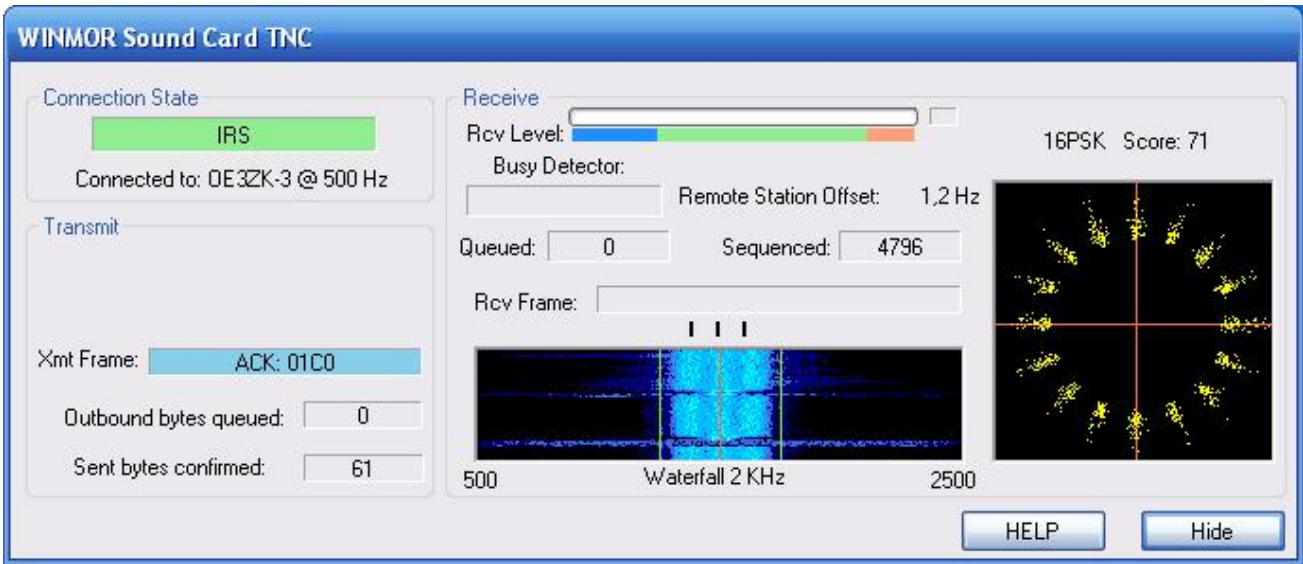 WINMOR Sound Card TNC
Connection State
IRS
Connected to: OE3ZK-3 @ 500 Hz
Transmit
Xmt Frame: ACK: 01C0
Outbound bytes queued: 0
Sent bytes confirmed: 61
Receive
Rcv Level:
Busy Detector:
Remote Station Offset: 1,2 Hz
Queued: 0 Sequenced: 4796
Rcv Frame:
500 Waterfall 2 KHz 2500
16PSK Score: 71
HELP Hide